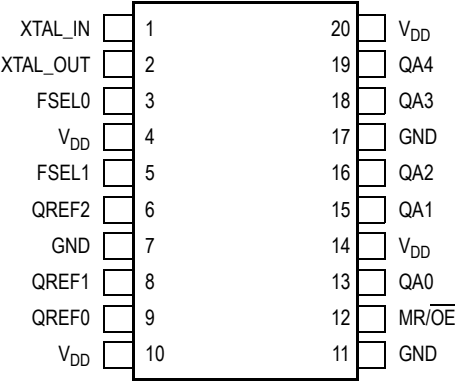 XTAL_IN 1 20 VDD
XTAL_OUT 2 19 QA4
FSEL0 3 18 QA3
VDD 4 17 GND
FSEL1 5 16 QA2
QREF2 6 15 QA1
GND 7 14 VDD
QREF1 8 13 QA0
QREF0 9 12 MR/O̅E̅
VDD 10 11 GND